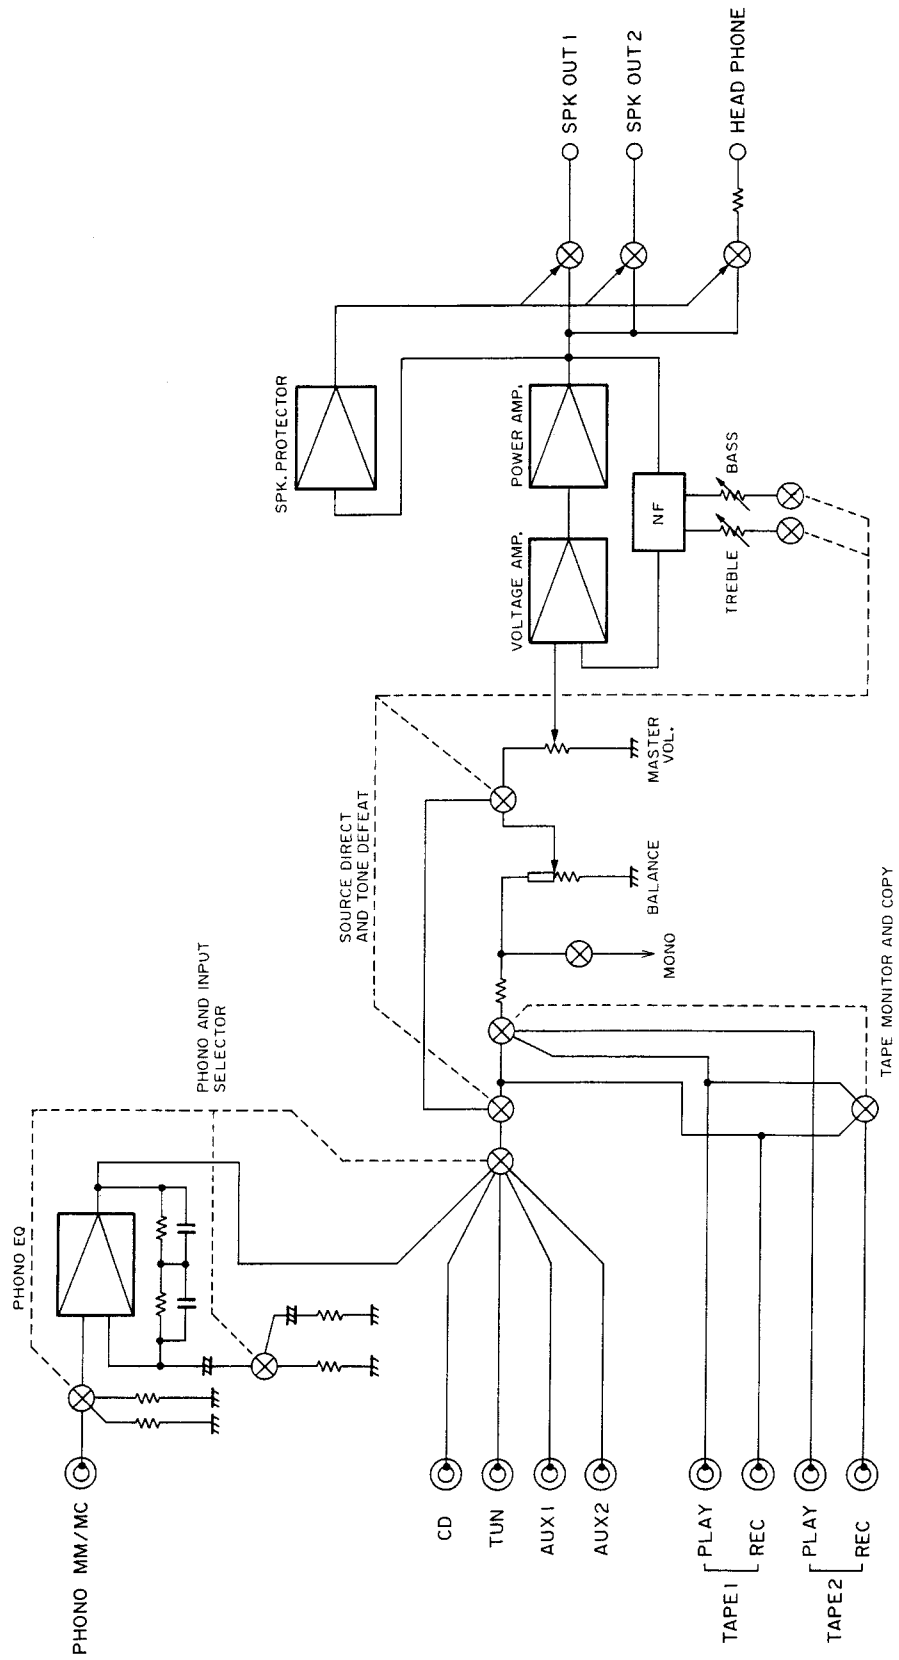 PHONO MM/MC
PHONO EQ
PHONO AND INPUT
SELECTOR
CD
TUN
AUX1
AUX2
TAPE1
PLAY
REC
TAPE2
PLAY
REC
TAPE MONITOR AND COPY
SOURCE DIRECT
AND TONE DEFEAT
MONO
BALANCE
MASTER
VOL.
VOLTAGE AMP.
POWER AMP.
NF
TREBLE
BASS
SPK. PROTECTOR
SPK OUT 1
SPK OUT 2
HEAD PHONE